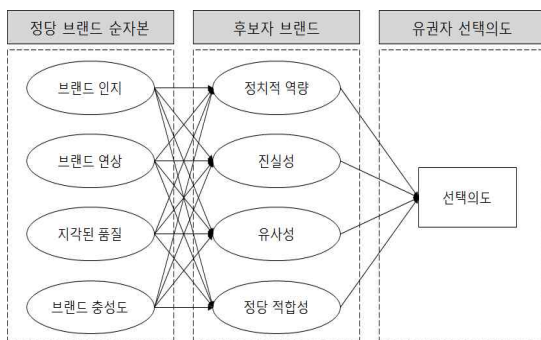 정당 브랜드 순자본
후보자 브랜드
유권자 선택의도
브랜드 인지
브랜드 연상
지각된 품질
브랜드 충성도
정치적 역량
진실성
유사성
정당 적합성
선택의도